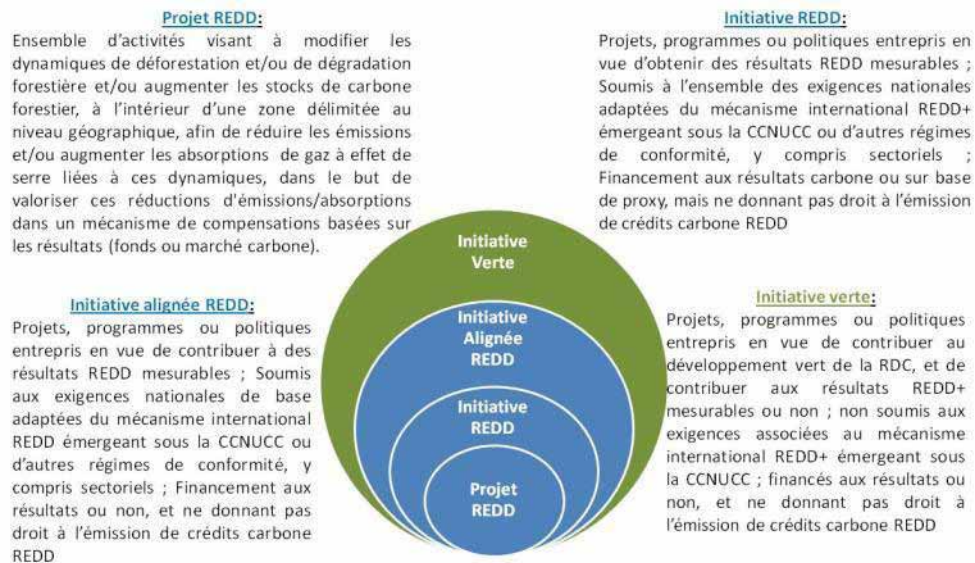 Projet REDD:
Ensemble d'activités visant à modifier les
dynamiques de déforestation et/ou de dégradation
forestière et/ou augmenter les stocks de carbone
forestier, à l'intérieur d'une zone délimitée au
niveau géographique, afin de réduire les émissions
et/ou augmenter les absorptions de gaz à effet de
serre liées à ces dynamiques, dans le but de
valoriser ces réductions d'émissions/absorptions
dans un mécanisme de compensations basées sur
les résultats (fonds ou marché carbone).
Initiative REDD:
Projets, programmes ou politiques entrepris en
vue d'obtenir des résultats REDD mesurables ;
Soumis à l'ensemble des exigences nationales
adaptées du mécanisme international REDD+
émergeant sous la CCNUCC ou d'autres régimes
de conformité, y compris sectoriels ;
Financement aux résultats carbone ou sur base
de proxy, mais ne donnant pas droit à l'émission
de crédits carbone REDD
Initiative alignée REDD:
Projets, programmes ou politiques
entrepris en vue de contribuer à des
résultats REDD mesurables ; Soumis
aux exigences nationales de base
adaptées du mécanisme international
REDD émergeant sous la CCNUCC ou
d'autres régimes de conformité, y
compris sectoriels ; Financement aux
résultats ou non, et ne donnant pas
droit à l'émission de crédits carbone
REDD
Initiative
Verte
Initiative
Alignée
REDD
Initiative
REDD
Projet
REDD
Initiative verte:
Projets, programmes ou politiques
entrepris en vue de contribuer au
développement vert de la RDC, et de
contribuer aux résultats REDD+
mesurables ou non ; non soumis aux
exigences associées au mécanisme
international REDD+ émergeant sous
la CCNUCC ; financés aux résultats ou
non, et ne donnant pas droit à
l'émission de crédits carbone REDD